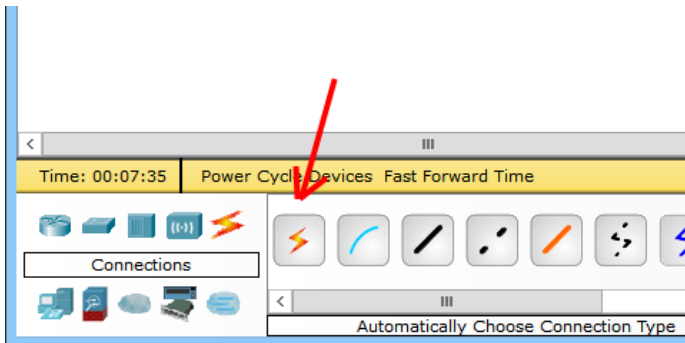 Time: 00:07:35 Power Cycle Devices Fast Forward Time
Connections
Automatically Choose Connection Type